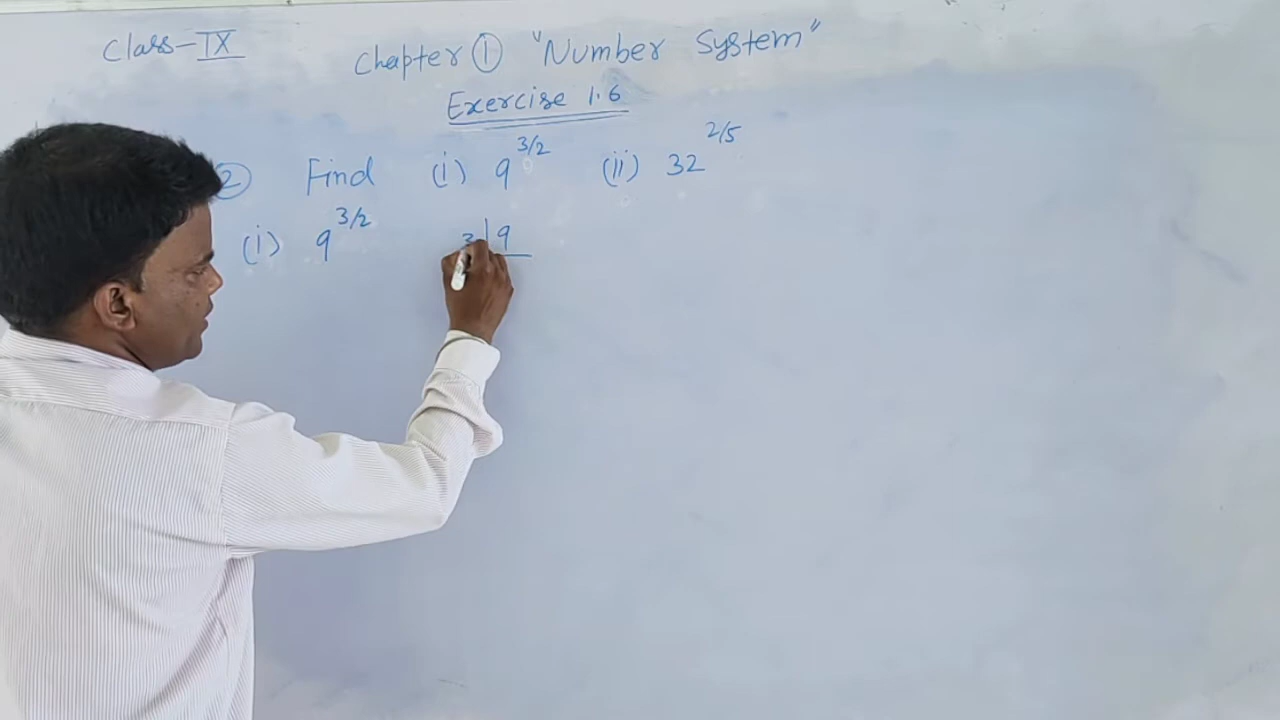 Class-IX
Chapter ① "Number System"
Exercise 1.6
② Find (i) 9^3/2 (ii) 32^2/5
(i) 9^3/2 3|9